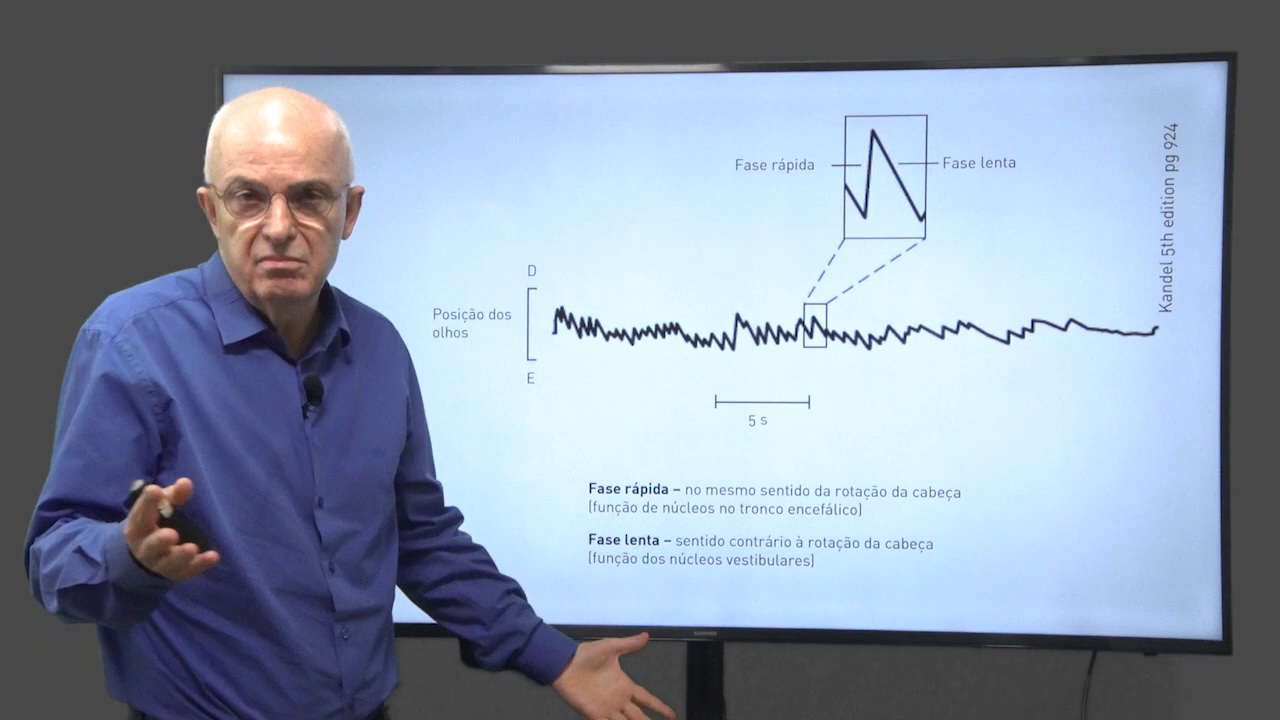 Fase rápida
Fase lenta
Kandel 5th edition pg 924
D
Posição dos
olhos
E
5 s
Fase rápida – no mesmo sentido da rotação da cabeça
(função de núcleos no tronco encefálico)
Fase lenta – sentido contrário à rotação da cabeça
(função dos núcleos vestibulares)
SAMSUNG